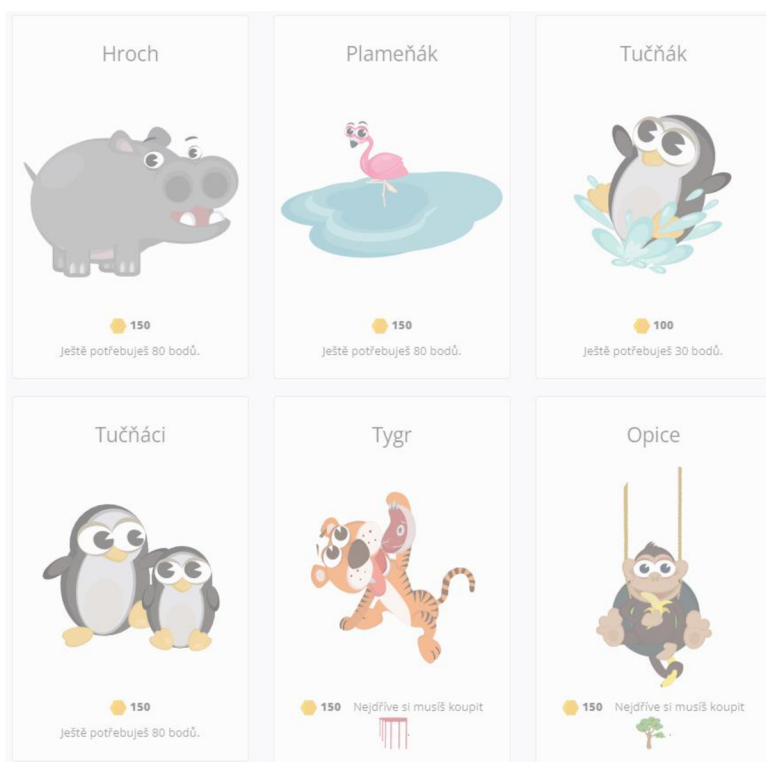 Hroch
Plameňák
Tučňák
150
Ještě potřebuješ 80 bodů.
150
Ještě potřebuješ 80 bodů.
100
Ještě potřebuješ 30 bodů.
Tučňáci
Tygr
Opice
150
Ještě potřebuješ 80 bodů.
150 Nejdříve si musíš koupit
.
150 Nejdříve si musíš koupit
.